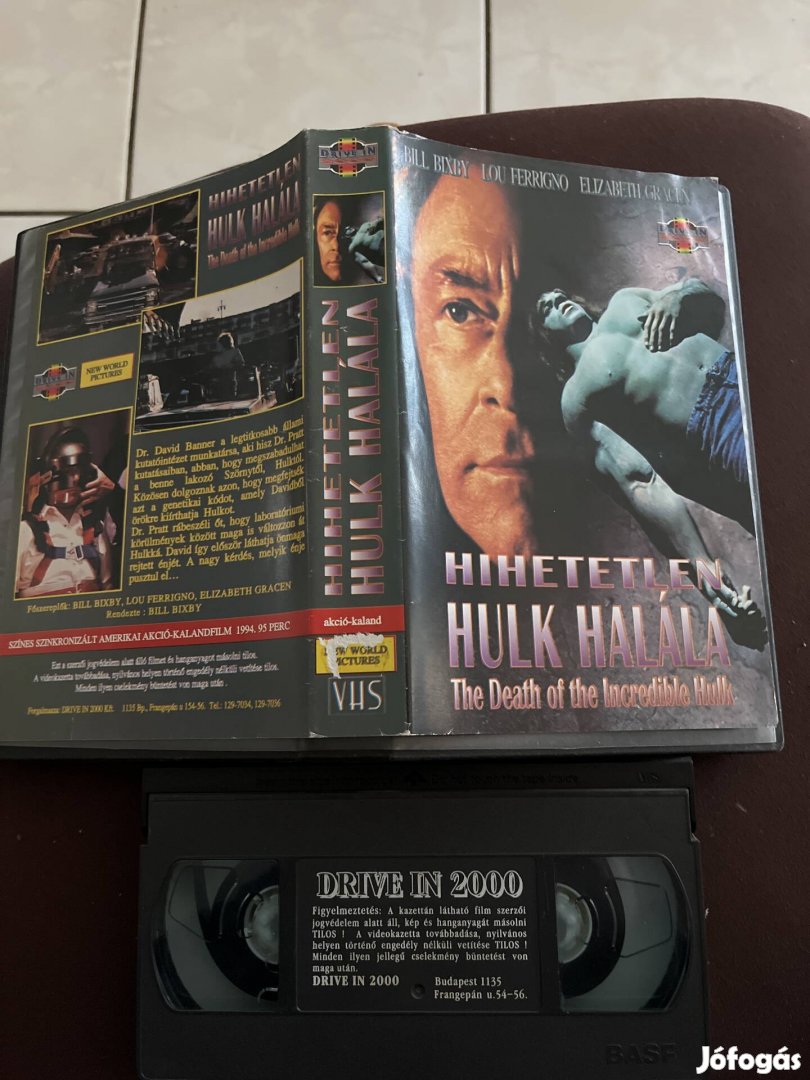 DRIVE IN
HIHETETLEN
HULK HALÁLA
The Death of the Incredible Hulk
DRIVE IN
NEW WORLD
PICTURES
Dr. David Banner a legtitkosabb állami
kutatóintézet munkatársa, aki hisz Dr. Pratt
kutatásaiban, abban, hogy megszabadulhat
a benne lakozó Szörnytől, Hulktól.
Közösen dolgoznak azon, hogy megfejtsék
azt a genetikai kódot, amely Davidből
örökre kiírthatja Hulkot.
Dr. Pratt rábeszéli őt, hogy laboratóriumi
körülmények között maga is változzon át
Hulkká. David így először láthatja önmaga
rejtett énjét. A nagy kérdés, melyik énje
pusztul el...
Főszereplők: BILL BIXBY, LOU FERRIGNO, ELIZABETH GRACEN
Rendezte : BILL BIXBY
SZÍNES SZINKRONIZÁLT AMERIKAI AKCIÓ-KALANDFILM 1994. 95 PERC
Ezt a szerzői jogvédelem alatt álló filmet és hanganyagot másolni tilos.
A videokazetta továbbadása, nyilvános helyen történő engedély nélküli vetítése tilos.
Minden ilyen cselekmény büntetést von maga után.
Forgalmazza: DRIVE IN 2000 Kft. 1135 Bp., Frangepán u 154-56. Tel.: 129-7034, 129-7036
HIHETETLEN
HULK HALÁLA
akció-kaland
NEW WORLD
PICTURES
VHS
BILL BIXBY LOU FERRIGNO ELIZABETH GRACEN
DRIVE IN
HIHETETLEN
HULK HALÁLA
The Death of the Incredible Hulk
DRIVE IN 2000
Figyelmeztetés: A kazettán látható film szerzői
jogvédelem alatt áll, kép és hanganyagát másolni
TILOS ! A videokazetta továbbadása, nyilvános
helyen történő engedély nélküli vetítése TILOS !
Minden ilyen jellegű cselekmény büntetést von
maga után.
DRIVE IN 2000 Budapest 1135
Frangepán u.54-56.
BASF
Jófogás